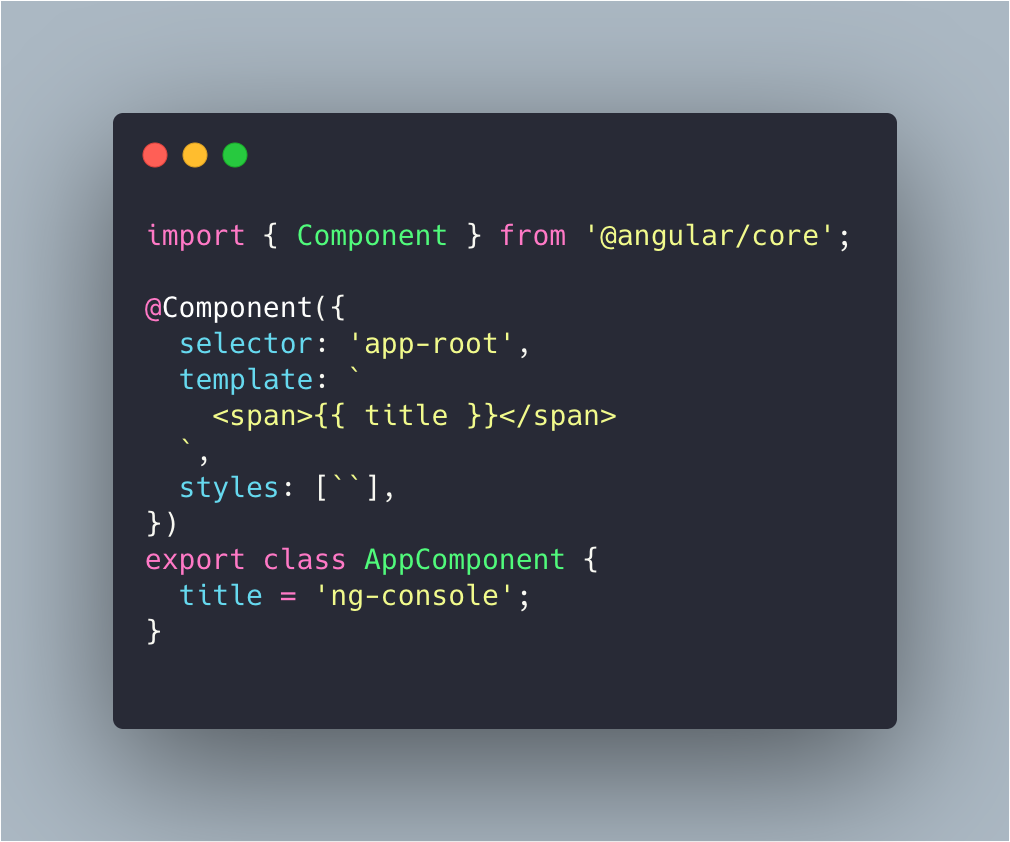 import { Component } from '@angular/core';
@Component({
  selector: 'app-root',
  template: `
    <span>{{ title }}</span>
  `,
  styles: [``],
})
export class AppComponent {
  title = 'ng-console';
}